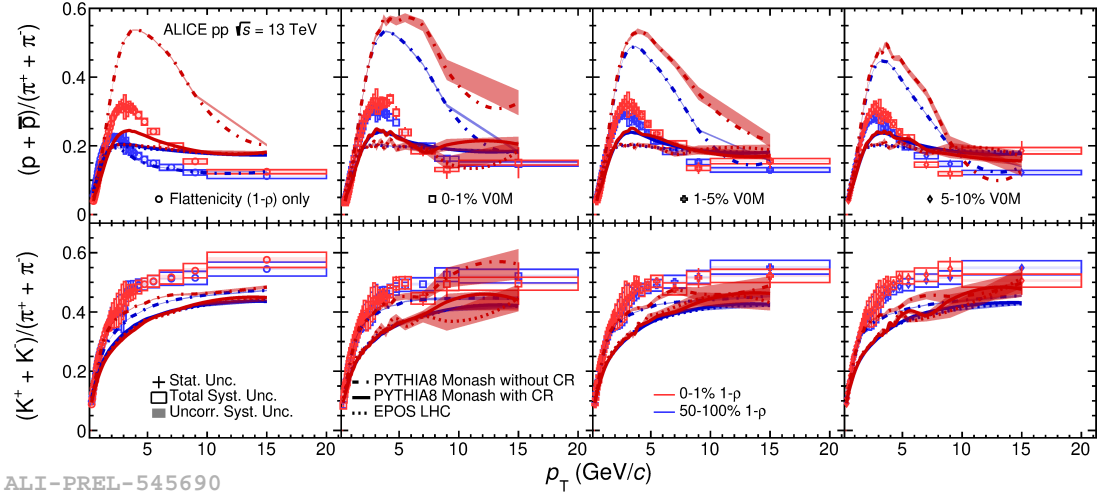 ALICE pp √s = 13 TeV
(p + p̅)/(π⁺ + π⁻)
0.6
0.4
0.2
0
Flattenicity (1-ρ) only
0-1% V0M
1-5% V0M
5-10% V0M
(K⁺ + K⁻)/(π⁺ + π⁻)
0.6
0.4
0.2
0
Stat. Unc.
Total Syst. Unc.
Uncorr. Syst. Unc.
PYTHIA8 Monash without CR
PYTHIA8 Monash with CR
EPOS LHC
0-1% 1-ρ
50-100% 1-ρ
5 10 15 20 5 10 15 20 5 10 15 20 5 10 15 20
p_T (GeV/c)
ALI-PREL-545690